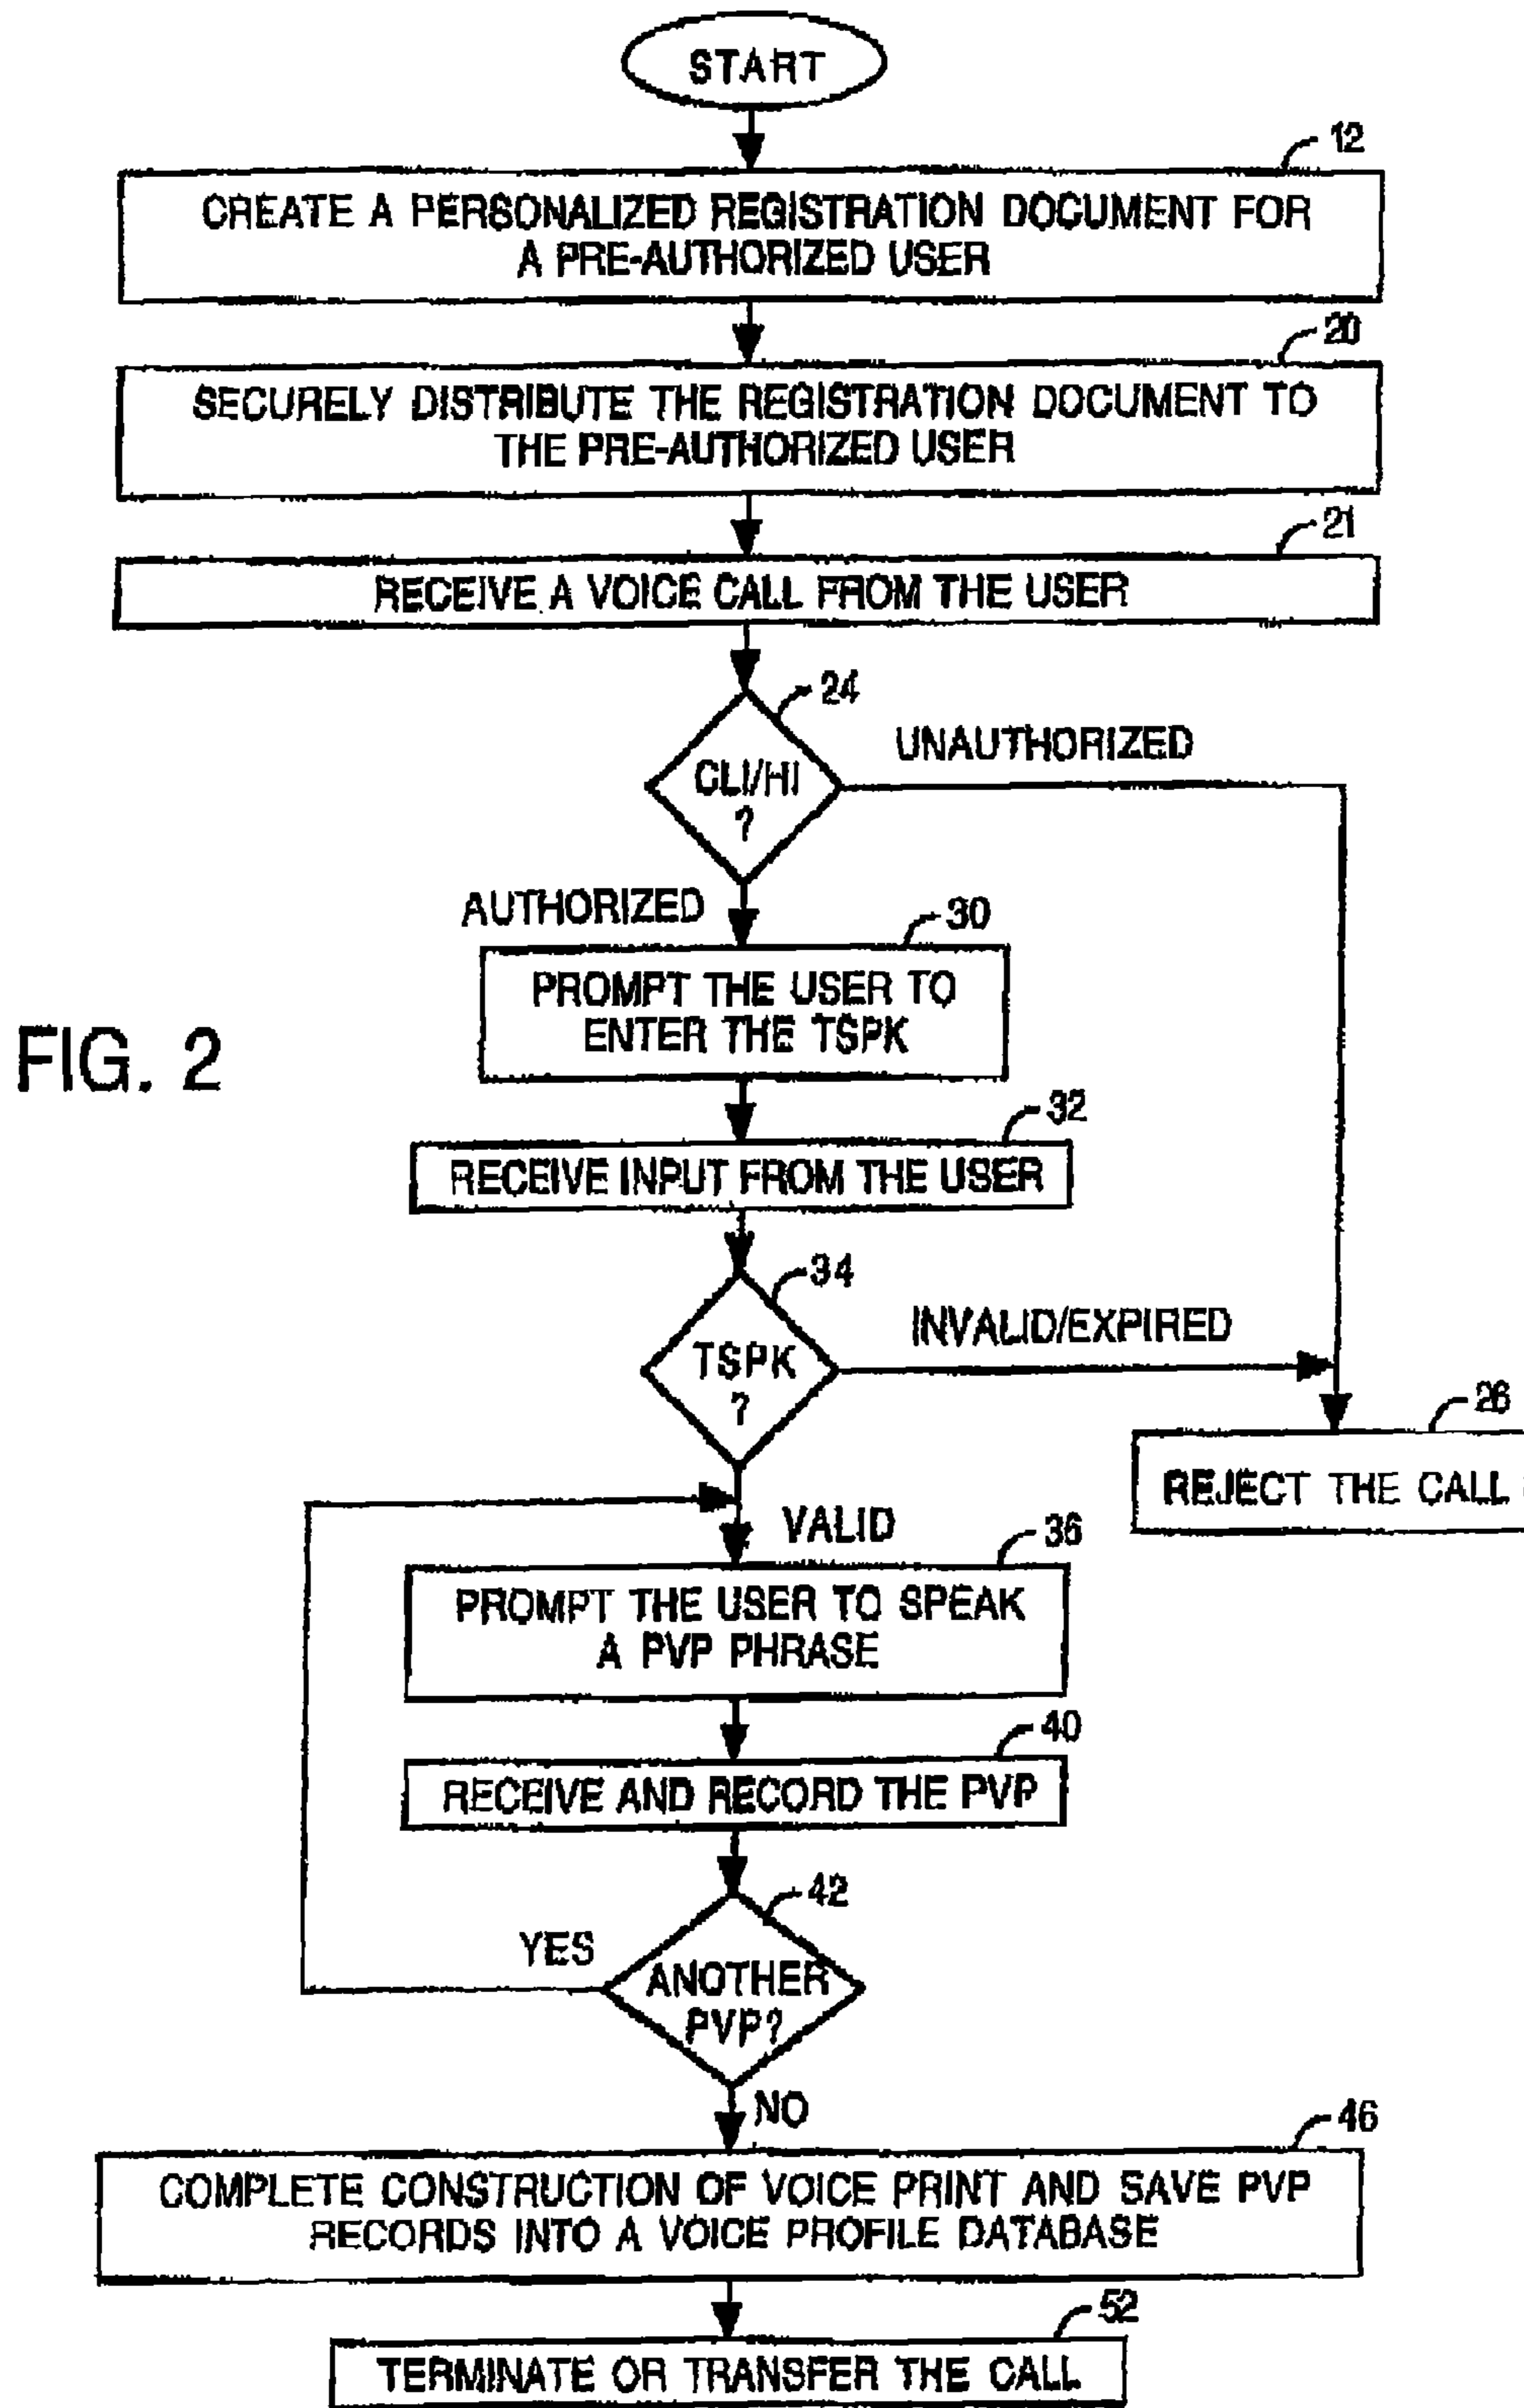 START
12
CREATE A PERSONALIZED REGISTRATION DOCUMENT FOR
A PRE-AUTHORIZED USER
20
SECURELY DISTRIBUTE THE REGISTRATION DOCUMENT TO
THE PRE-AUTHORIZED USER
21
RECEIVE A VOICE CALL FROM THE USER
24
CLI/HI
?
UNAUTHORIZED
AUTHORIZED
30
PROMPT THE USER TO
ENTER THE TSPK
FIG. 2
32
RECEIVE INPUT FROM THE USER
34
TSPK
?
INVALID/EXPIRED
26
REJECT THE CALL
VALID
36
PROMPT THE USER TO SPEAK
A PVP PHRASE
40
RECEIVE AND RECORD THE PVP
42
ANOTHER
PVP?
YES
NO
46
COMPLETE CONSTRUCTION OF VOICE PRINT AND SAVE PVP
RECORDS INTO A VOICE PROFILE DATABASE
52
TERMINATE OR TRANSFER THE CALL